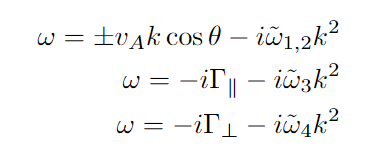 ω = ±v_A k cos θ − iω̃_{1,2}k²
ω = −iΓ_∥ − iω̃_3k²
ω = −iΓ_⊥ − iω̃_4k²